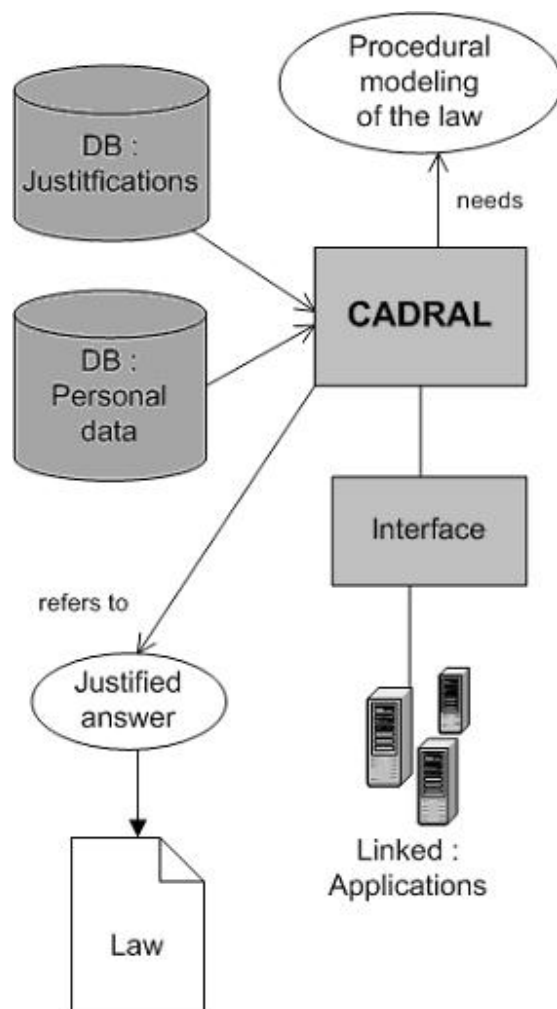 Procedural
modeling
of the law
DB :
Justitfications
needs
CADRAL
DB :
Personal
data
Interface
refers to
Justified
answer
Linked :
Applications
Law